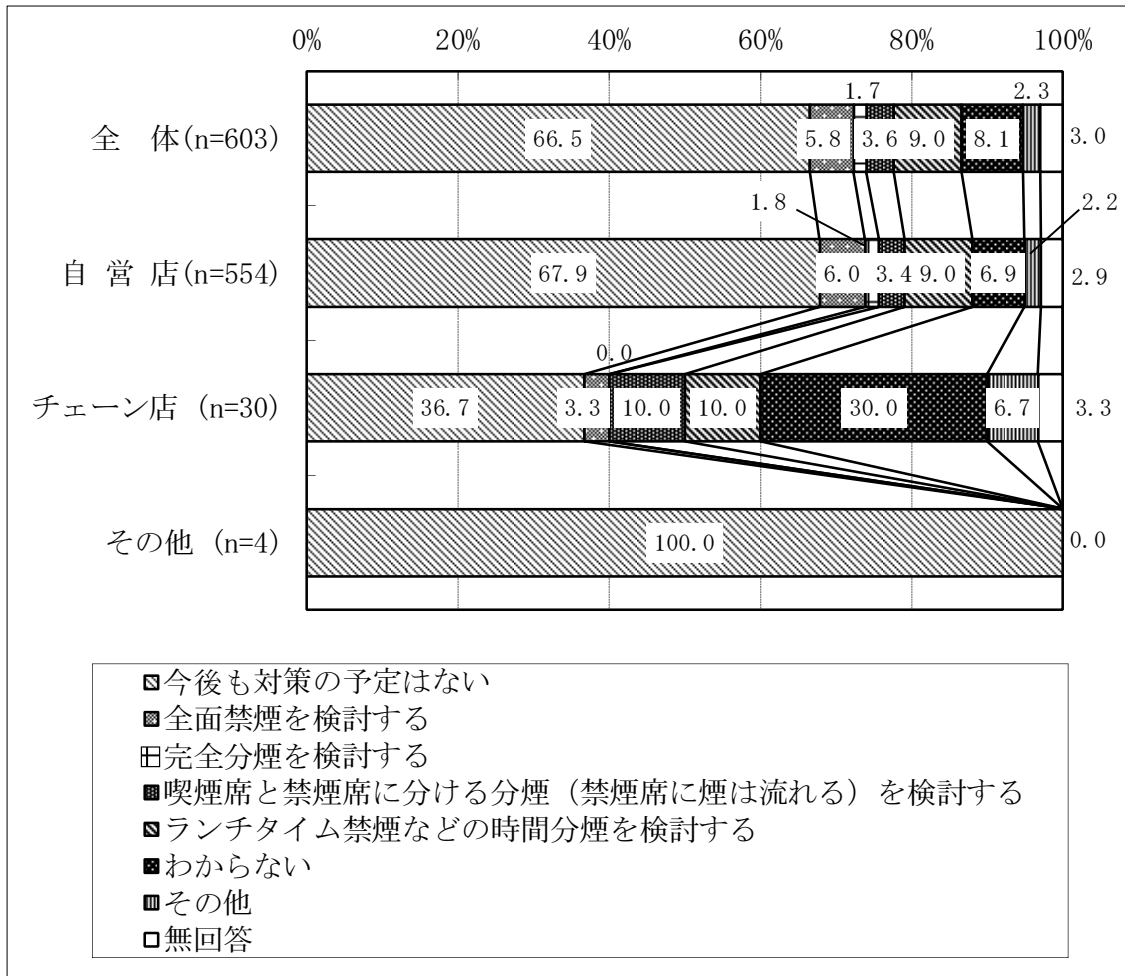 0% 20% 40% 60% 80% 100%
1.7 2.3
全　体(n=603) 66.5 5.8 3.6 9.0 8.1 3.0
1.8 2.2
自 営 店(n=554) 67.9 6.0 3.4 9.0 6.9 2.9
0.0
チェーン店 (n=30) 36.7 3.3 10.0 10.0 30.0 6.7 3.3
その他 (n=4) 100.0 0.0
今後も対策の予定はない
全面禁煙を検討する
完全分煙を検討する
喫煙席と禁煙席に分ける分煙（禁煙席に煙は流れる）を検討する
ランチタイム禁煙などの時間分煙を検討する
わからない
その他
無回答